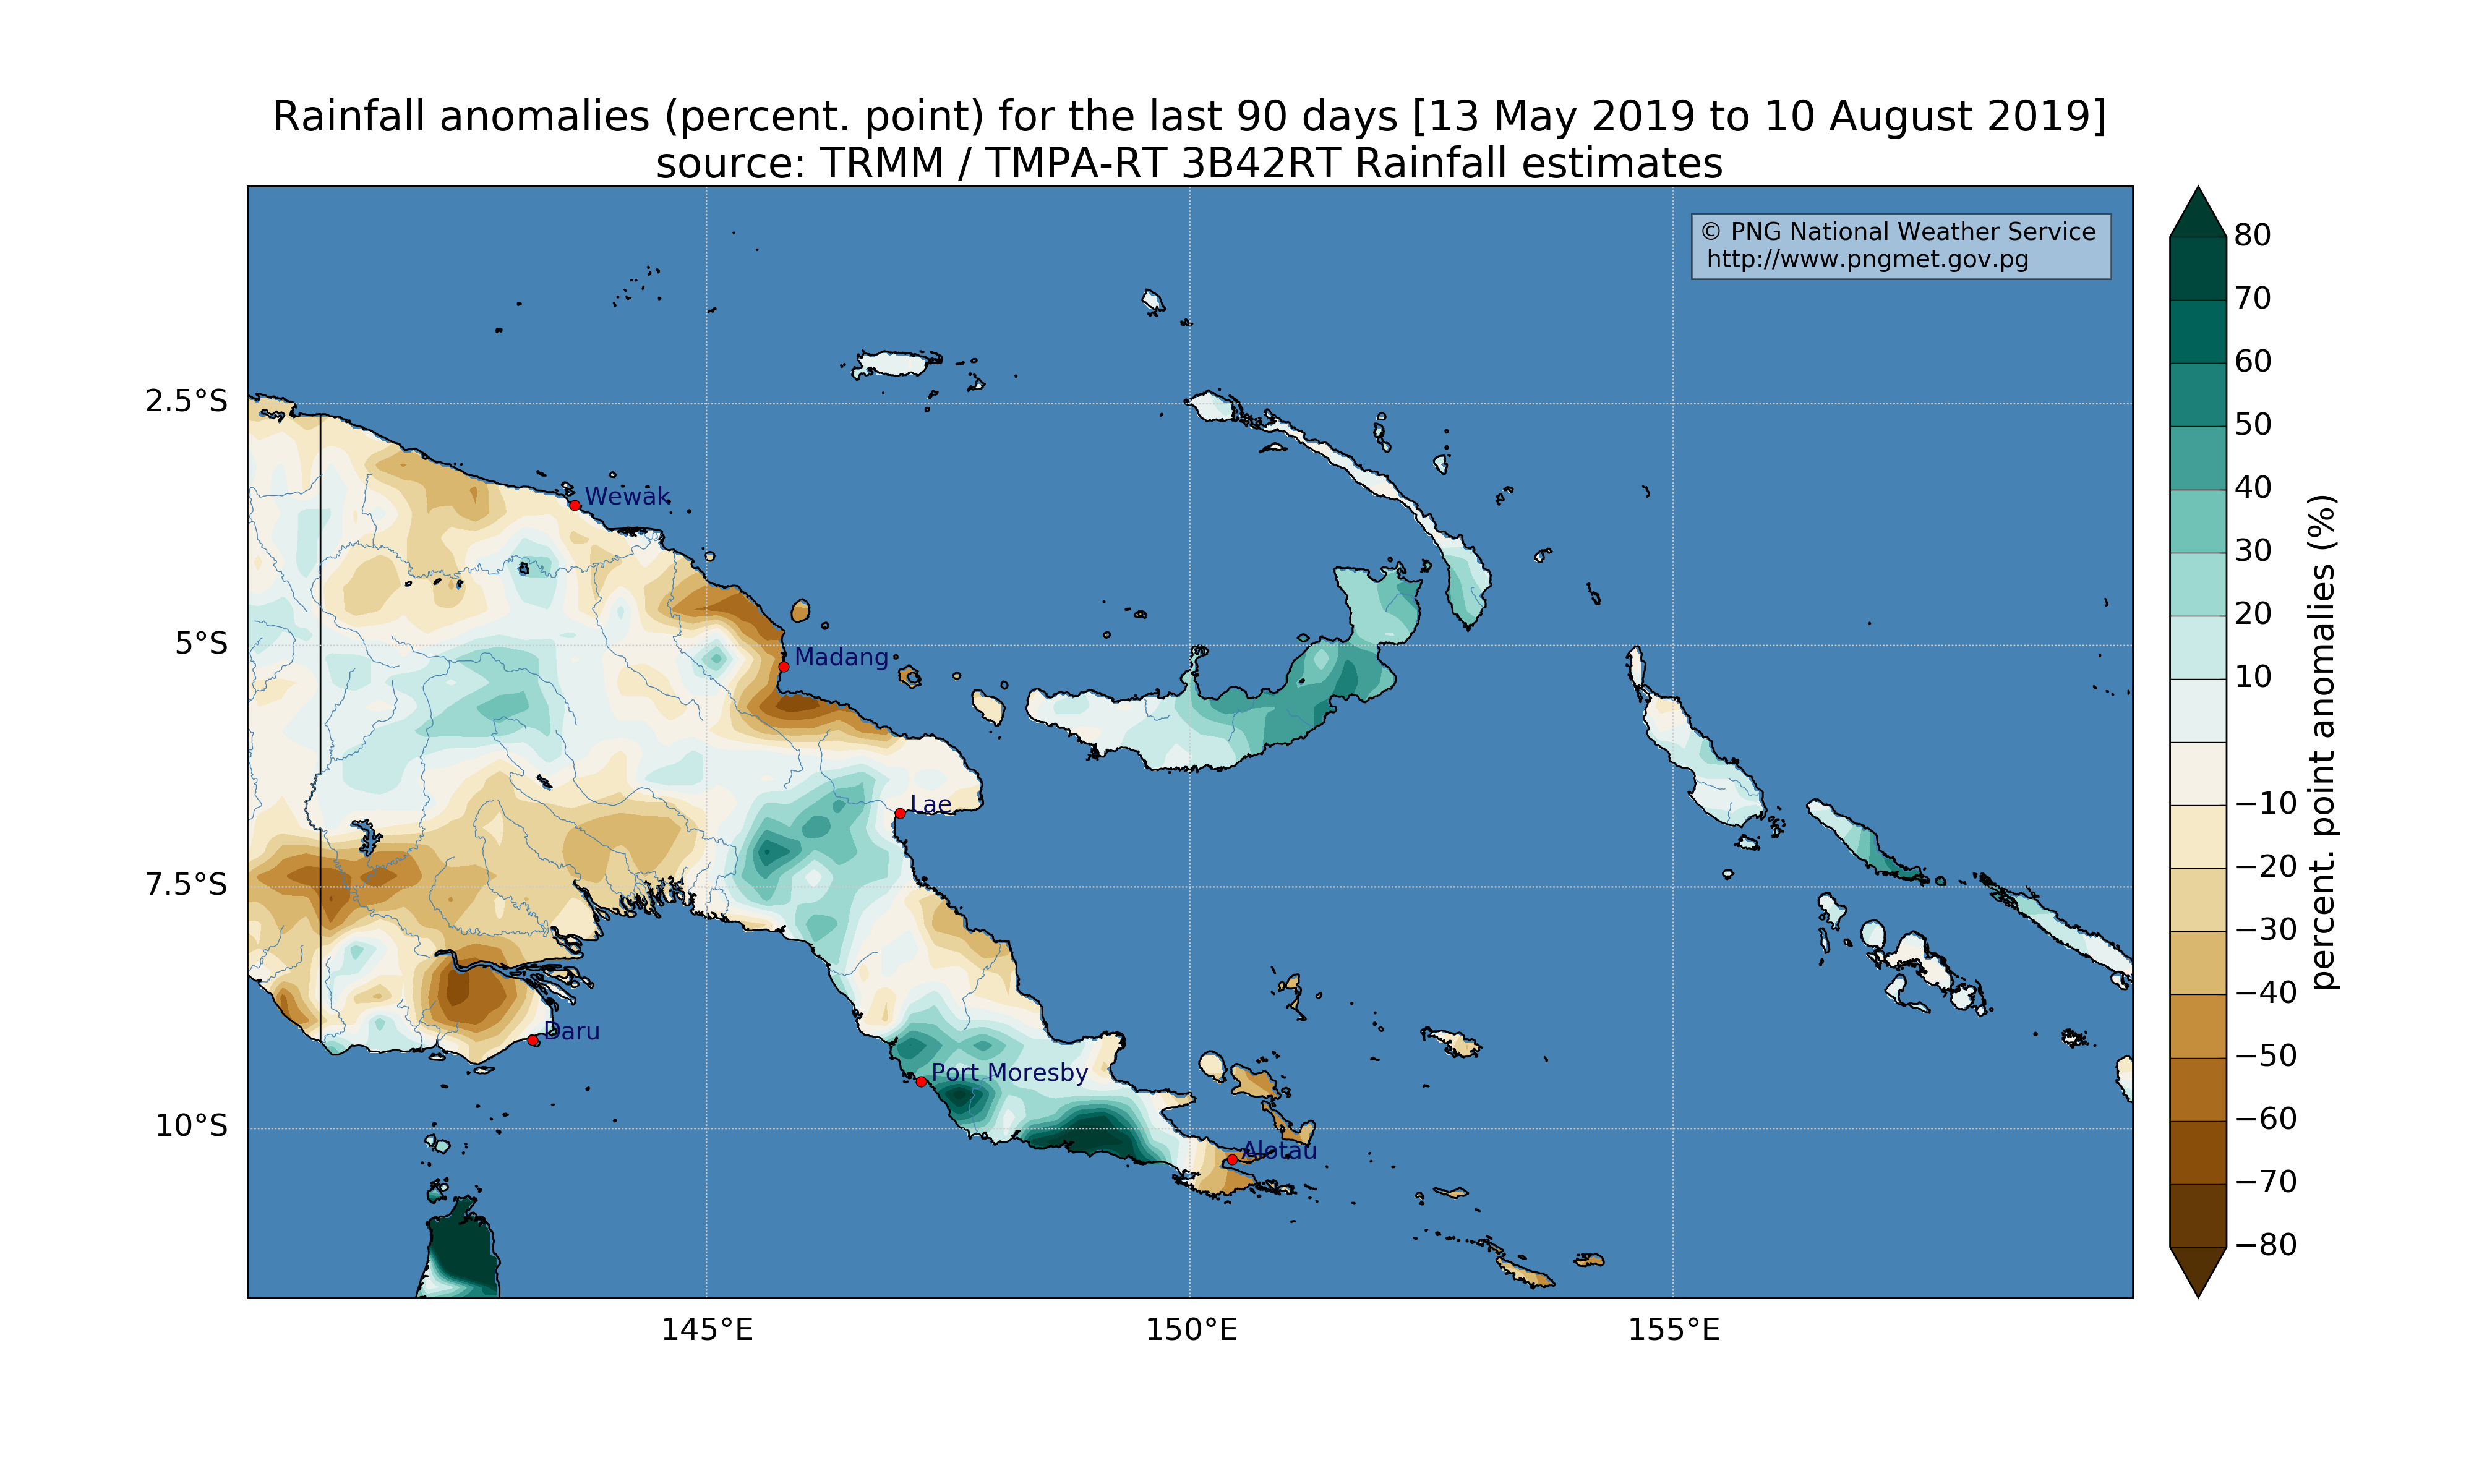 Rainfall anomalies (percent. point) for the last 90 days [13 May 2019 to 10 August 2019]
source: TRMM / TMPA-RT 3B42RT Rainfall estimates
© PNG National Weather Service
http://www.pngmet.gov.pg
2.5°S
5°S
7.5°S
10°S
Wewak
Madang
Lae
Daru
Port Moresby
Alotau
145°E
150°E
155°E
80
70
60
50
40
30
20
10
−10
−20
−30
−40
−50
−60
−70
−80
percent. point anomalies (%)